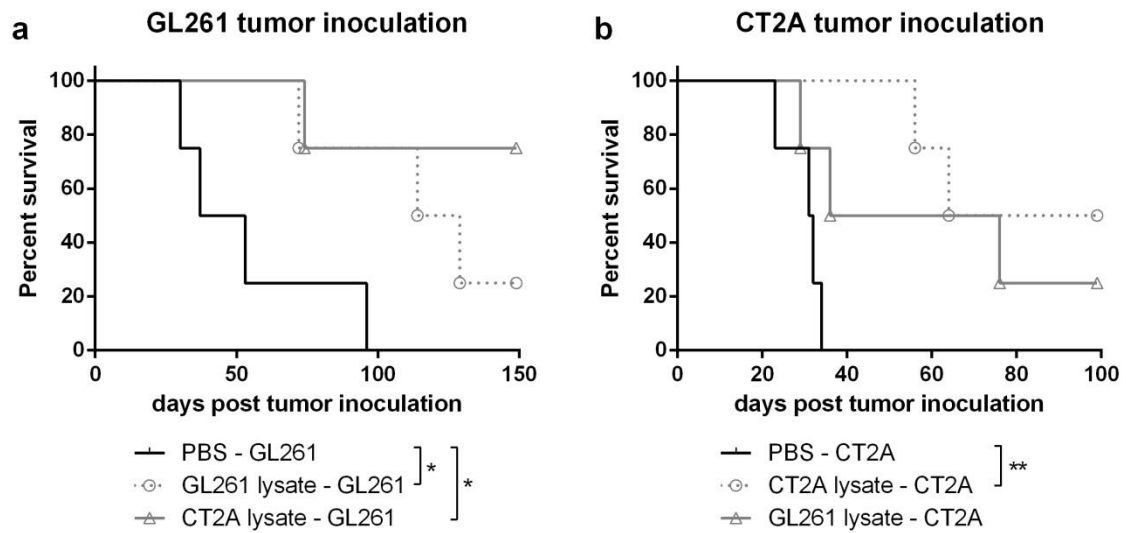 a GL261 tumor inoculation
Percent survival
100
80
60
40
20
0
0 50 100 150
days post tumor inoculation
PBS - GL261
GL261 lysate - GL261 *
CT2A lysate - GL261 *
b CT2A tumor inoculation
Percent survival
100
80
60
40
20
0
0 20 40 60 80 100
days post tumor inoculation
PBS - CT2A
CT2A lysate - CT2A **
GL261 lysate - CT2A